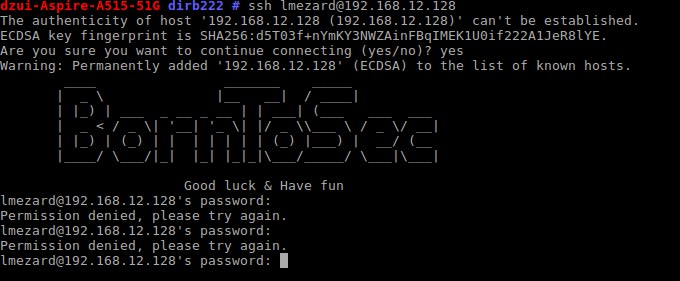 dzui-Aspire-A515-51G dirb222 # ssh lmezard@192.168.12.128
The authenticity of host '192.168.12.128 (192.168.12.128)' can't be established.
ECDSA key fingerprint is SHA256:d5T03f+nYmKY3NWZAinFBqIMEK1U0if222A1JeR8lYE.
Are you sure you want to continue connecting (yes/no)? yes
Warning: Permanently added '192.168.12.128' (ECDSA) to the list of known hosts.
BornToSec
Good luck & Have fun
lmezard@192.168.12.128's password:
Permission denied, please try again.
lmezard@192.168.12.128's password:
Permission denied, please try again.
lmezard@192.168.12.128's password: